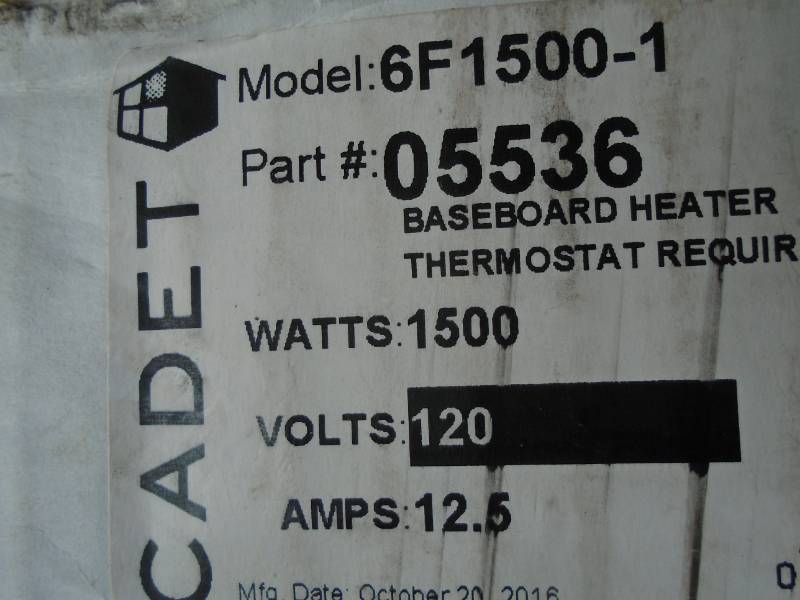 CADET
Model: 6F1500-1
Part #: 05536
BASEBOARD HEATER
THERMOSTAT REQUIR
WATTS: 1500
VOLTS: 120
AMPS: 12.5
Mfg. Date: October 20, 2016
0